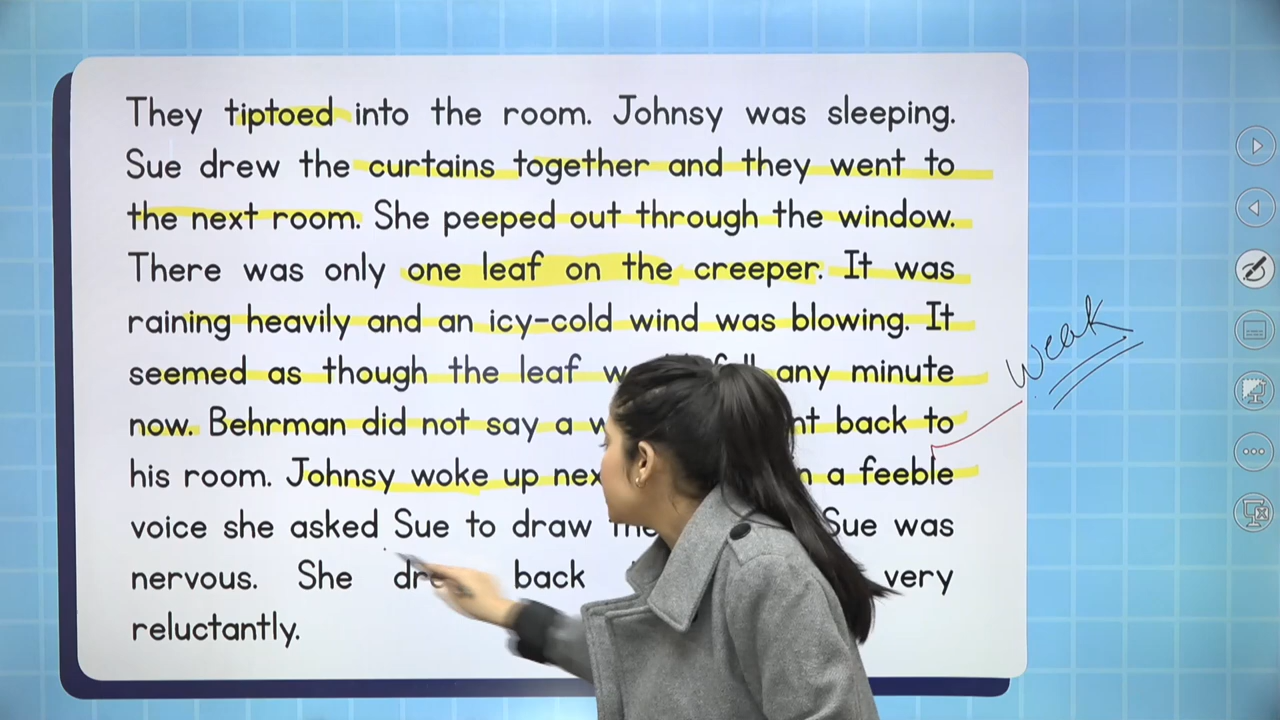 They tiptoed into the room. Johnsy was sleeping.
Sue drew the curtains together and they went to
the next room. She peeped out through the window.
There was only one leaf on the creeper. It was
raining heavily and an icy-cold wind was blowing. It
seemed as though the leaf any minute
now. Behrman did not say a back to
his room. Johnsy woke up a feeble
voice she asked Sue to draw Sue was
nervous. She back very
reluctantly.
Weak